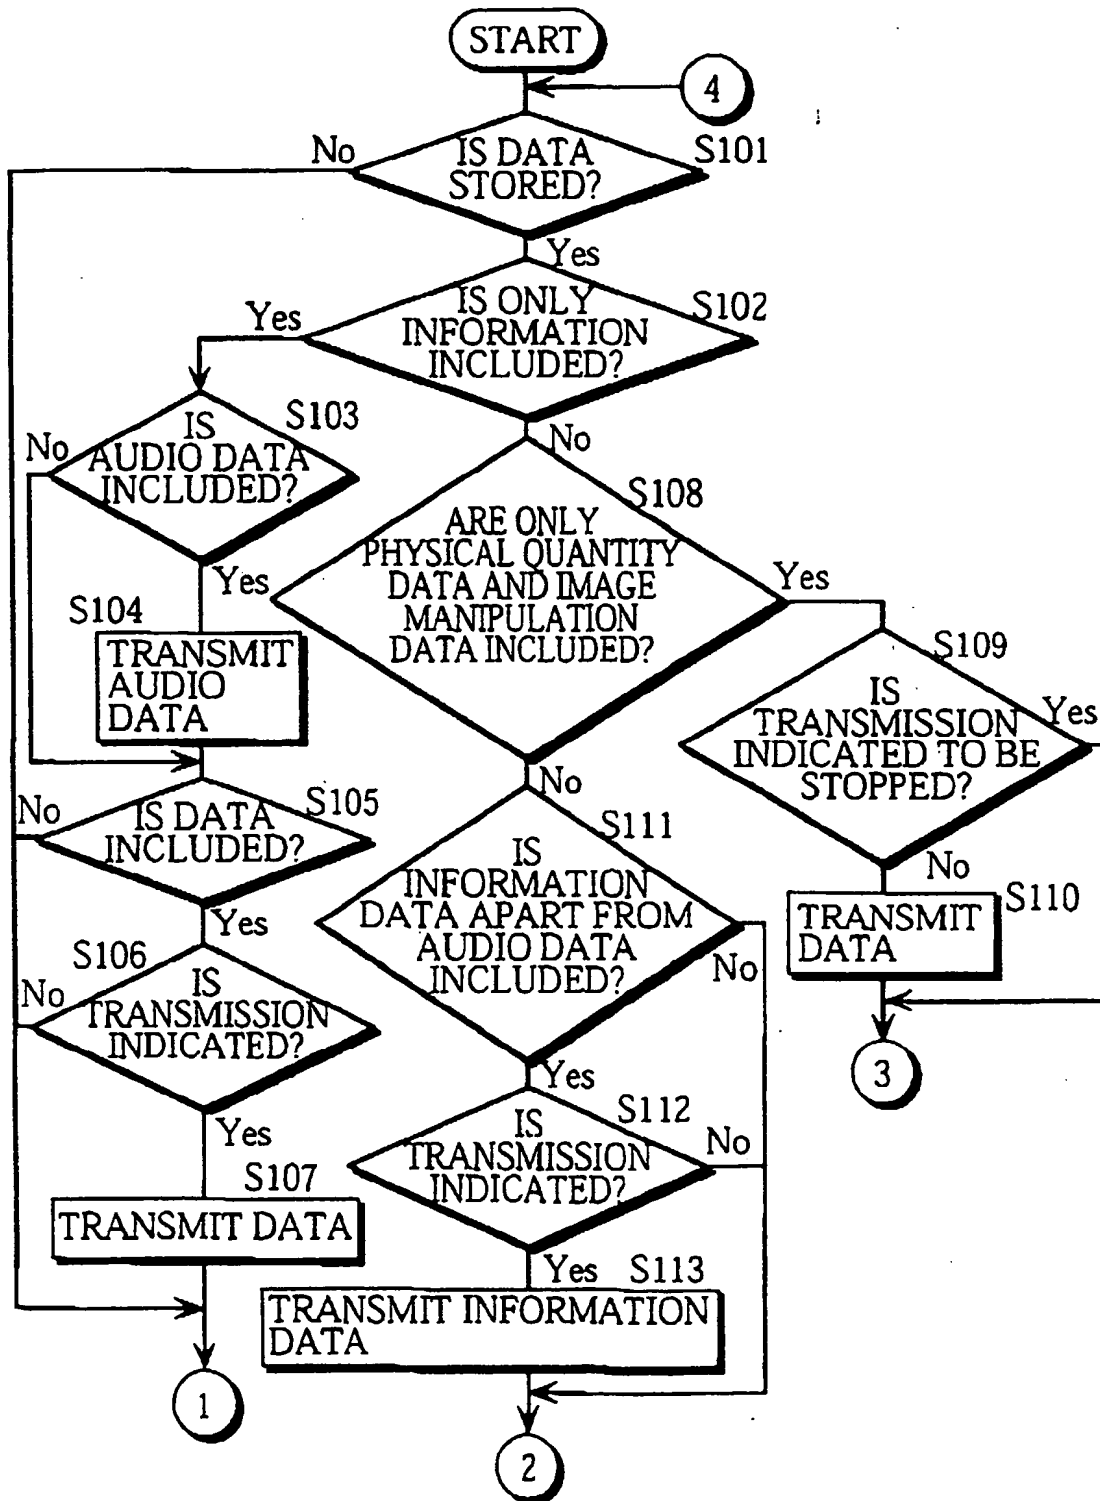 START
4
IS DATA
STORED?
S101
No
Yes
IS ONLY
INFORMATION
INCLUDED?
S102
Yes
No
IS
AUDIO DATA
INCLUDED?
S103
No
Yes
S104
TRANSMIT
AUDIO
DATA
IS DATA
INCLUDED?
S105
No
Yes
S106
IS
TRANSMISSION
INDICATED?
No
Yes
S107
TRANSMIT DATA
1
ARE ONLY
PHYSICAL QUANTITY
DATA AND IMAGE
MANIPULATION
DATA INCLUDED?
S108
Yes
No
S109
IS
TRANSMISSION
INDICATED TO BE
STOPPED?
Yes
No
S110
TRANSMIT
DATA
3
S111
IS
INFORMATION
DATA APART FROM
AUDIO DATA
INCLUDED?
No
Yes
S112
IS
TRANSMISSION
INDICATED?
No
Yes
S113
TRANSMIT INFORMATION
DATA
2